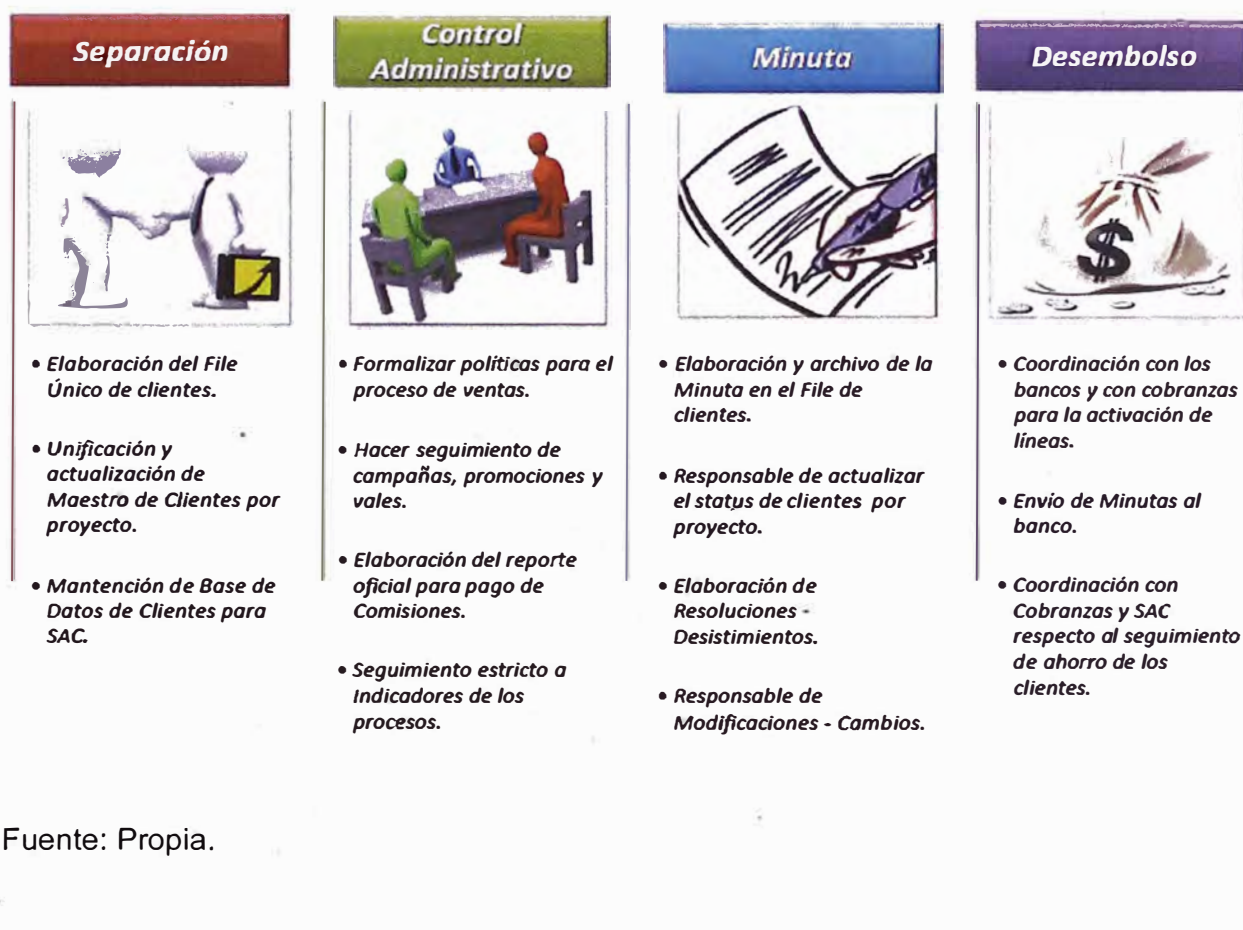 Separación
• Elaboración del File
Único de clientes.
• Unificación y
actualización de
Maestro de Clientes por
proyecto.
• Mantención de Base de
Datos de Clientes para
SAC.
Control
Administrativo
• Formalizar políticas para el
proceso de ventas.
• Hacer seguimiento de
campañas, promociones y
vales.
• Elaboración del reporte
oficial para pago de
Comisiones.
• Seguimiento estricto a
Indicadores de los
procesos.
Minuta
• Elaboración y archivo de la
Minuta en el File de
clientes.
• Responsable de actualizar
el status de clientes por
proyecto.
• Elaboración de
Resoluciones -
Desistimientos.
• Responsable de
Modificaciones - Cambios.
Desembolso
$
• Coordinación con los
bancos y con cobranzas
para la activación de
líneas.
• Envío de Minutas al
banco.
• Coordinación con
Cobranzas y SAC
respecto al seguimiento
de ahorro de los
clientes.
Fuente: Propia.